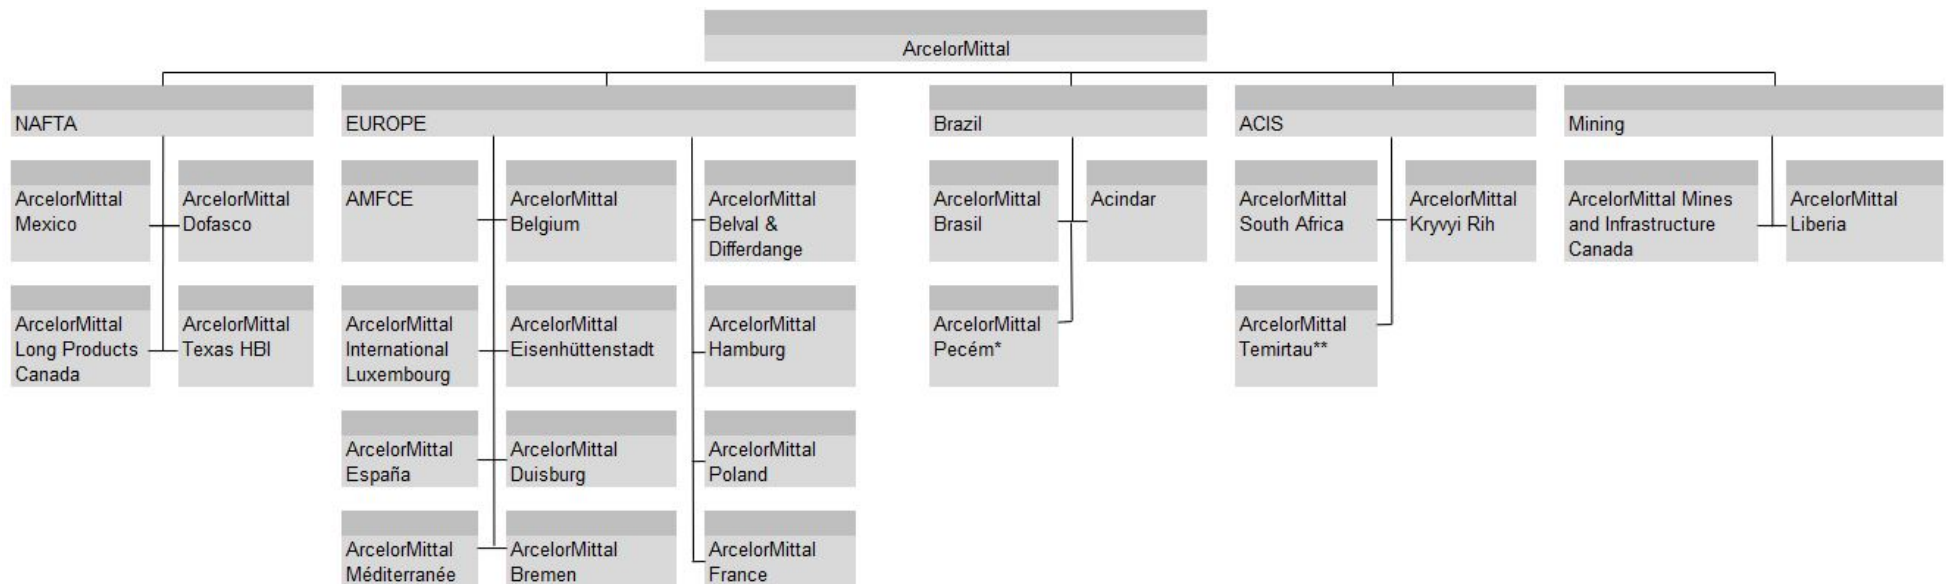 ArcelorMittal
NAFTA
EUROPE
Brazil
ACIS
Mining
ArcelorMittal
Mexico
ArcelorMittal
Dofasco
AMFCE
ArcelorMittal
Belgium
ArcelorMittal
Belval &
Differdange
ArcelorMittal
Brasil
Acindar
ArcelorMittal
South Africa
ArcelorMittal
Kryvyi Rih
ArcelorMittal Mines
and Infrastructure
Canada
ArcelorMittal
Liberia
ArcelorMittal
Long Products
Canada
ArcelorMittal
Texas HBI
ArcelorMittal
International
Luxembourg
ArcelorMittal
Eisenhüttenstadt
ArcelorMittal
Hamburg
ArcelorMittal
Pecém*
ArcelorMittal
Temirtau**
ArcelorMittal
España
ArcelorMittal
Duisburg
ArcelorMittal
Poland
ArcelorMittal
Méditerranée
ArcelorMittal
Bremen
ArcelorMittal
France